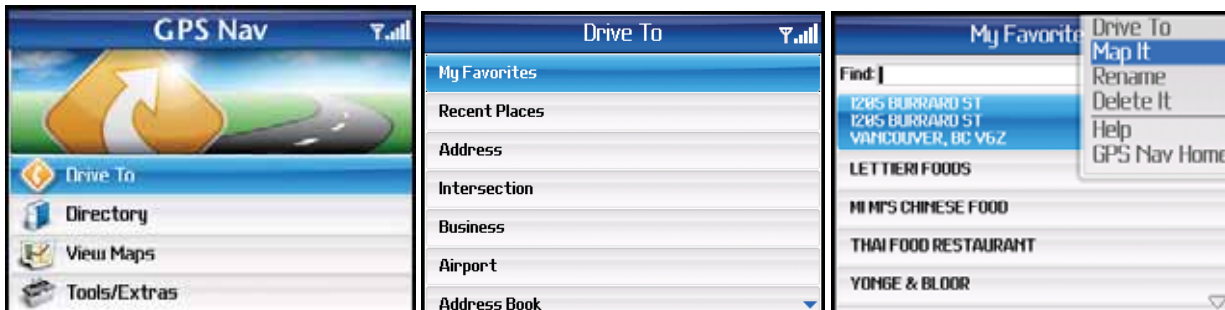 GPS Nav
Drive To
Directory
View Maps
Tools/Extras
Drive To
My Favorites
Recent Places
Address
Intersection
Business
Airport
Address Book
My Favorite
Find:
1205 BURRARD ST
1205 BURRARD ST
VANCOUVER, BC V6Z
LETTIERI FOODS
MI MI'S CHINESE FOOD
THAI FOOD RESTAURANT
YONGE & BLOOR
Drive To
Map It
Rename
Delete It
Help
GPS Nav Home